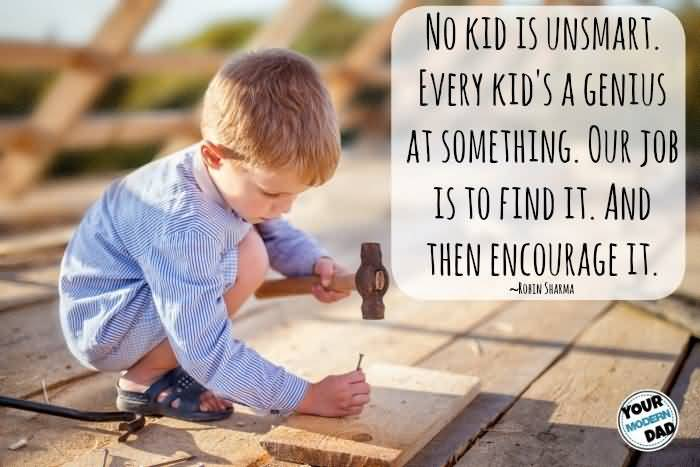 No kid is unsmart.
Every kid's a genius
at something. Our job
is to find it. And
then encourage it.
~Robin Sharma
YOUR
MODERN
DAD